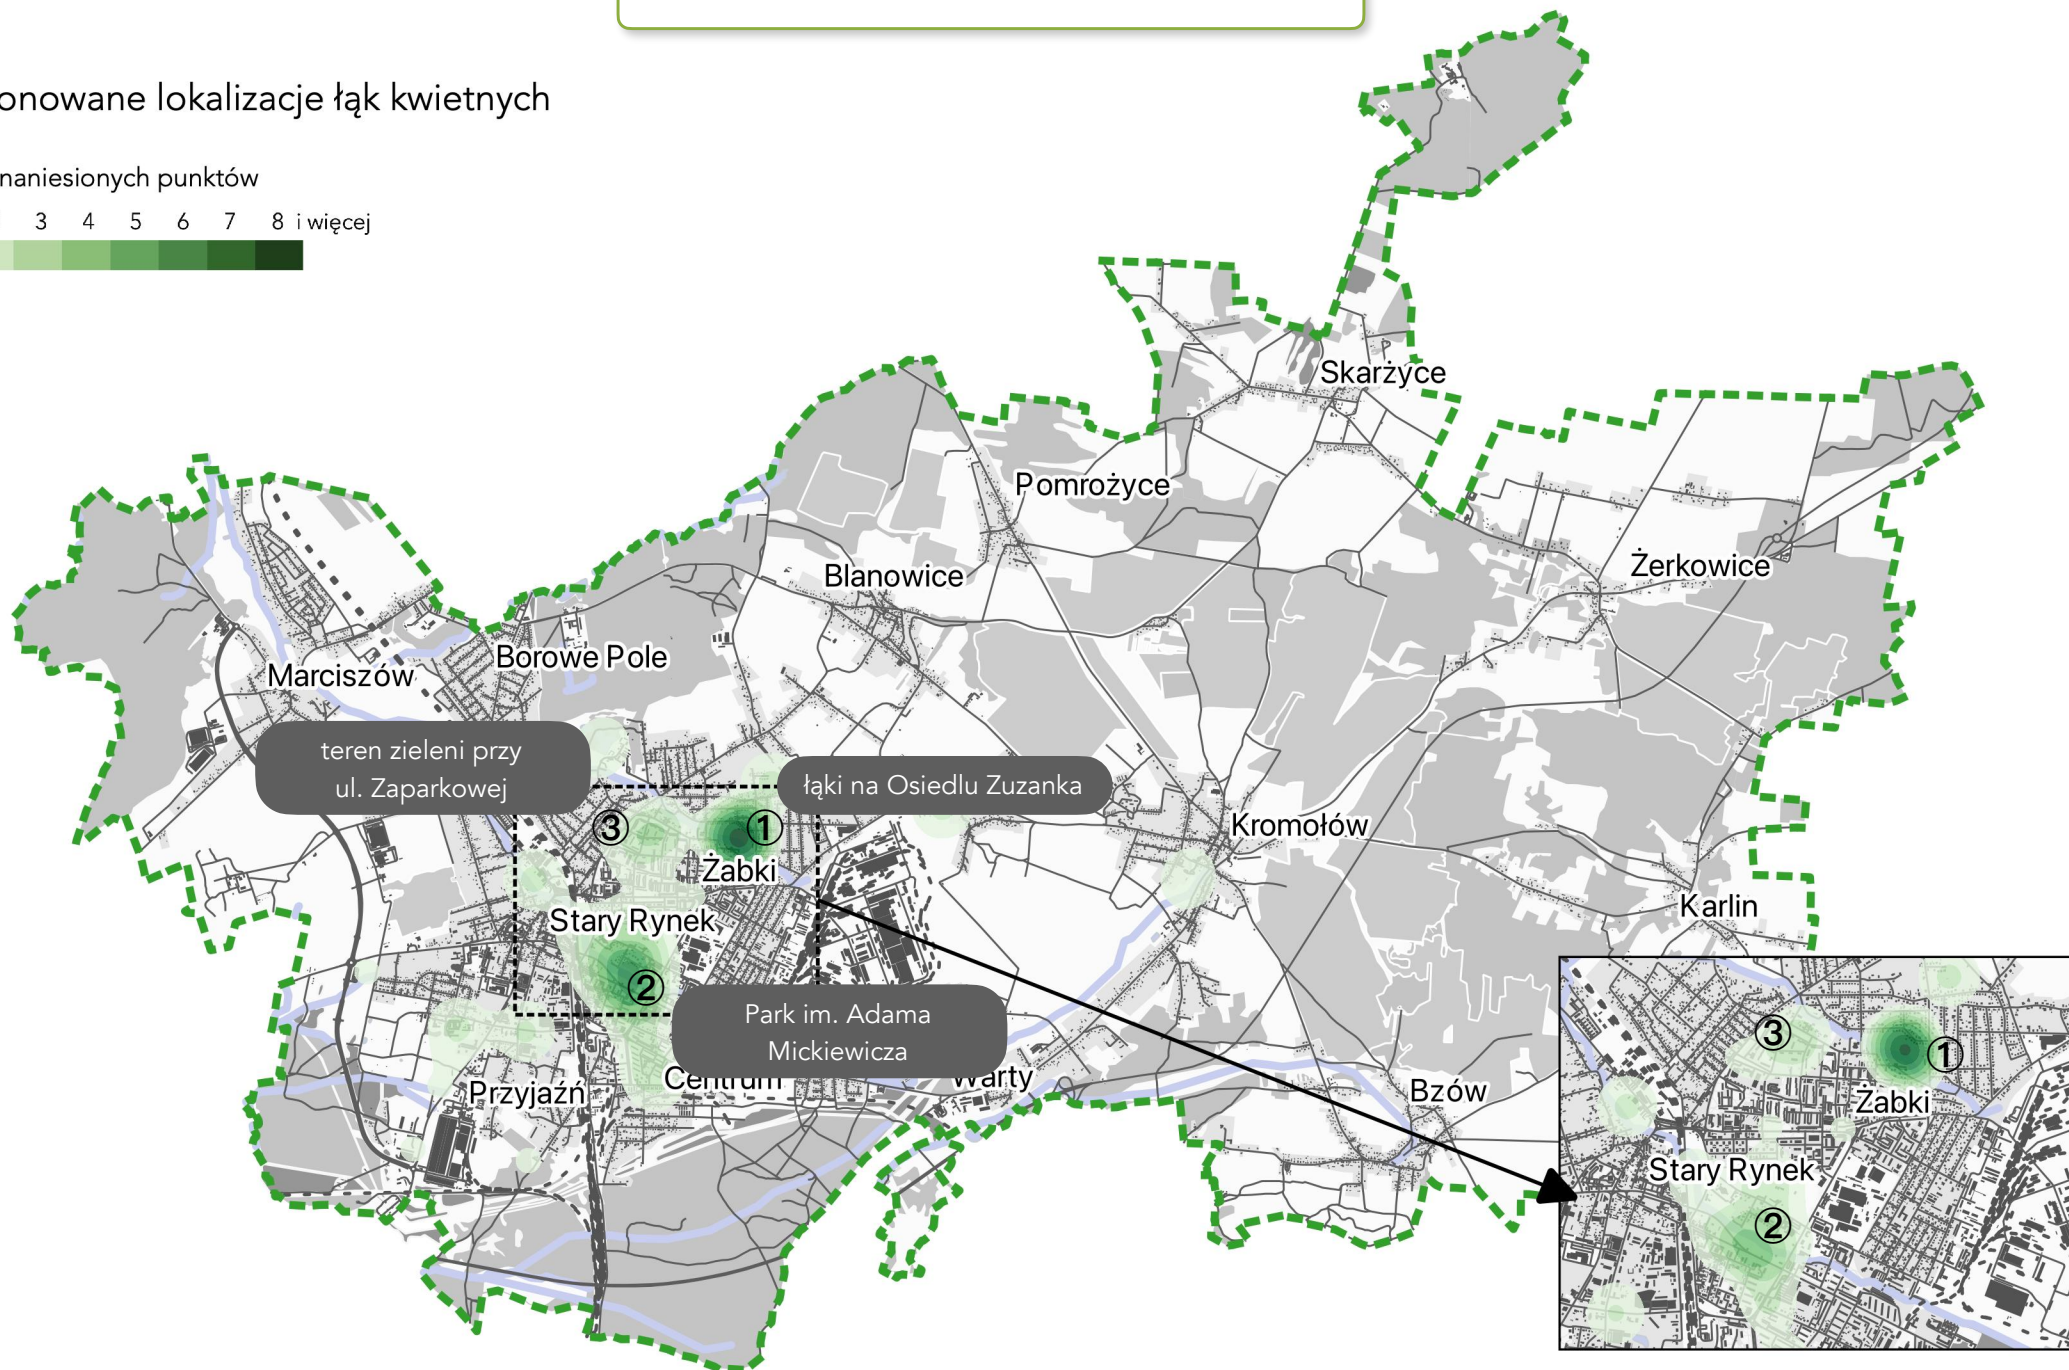 onowane lokalizacje łąk kwietnych
naniesionych punktów
3 4 5 6 7 8 i więcej
Skarżyce
Pomrożyce
Żerkowice
Blanowice
Borowe Pole
Marciszów
teren zieleni przy
ul. Zaparkowej
łąki na Osiedlu Zuzanka
③
①
Kromołów
Żabki
Karlin
Stary Rynek
②
Park im. Adama
Mickiewicza
Centrum
Warty
Przyjaźń
Bzów
③
①
Żabki
Stary Rynek
②